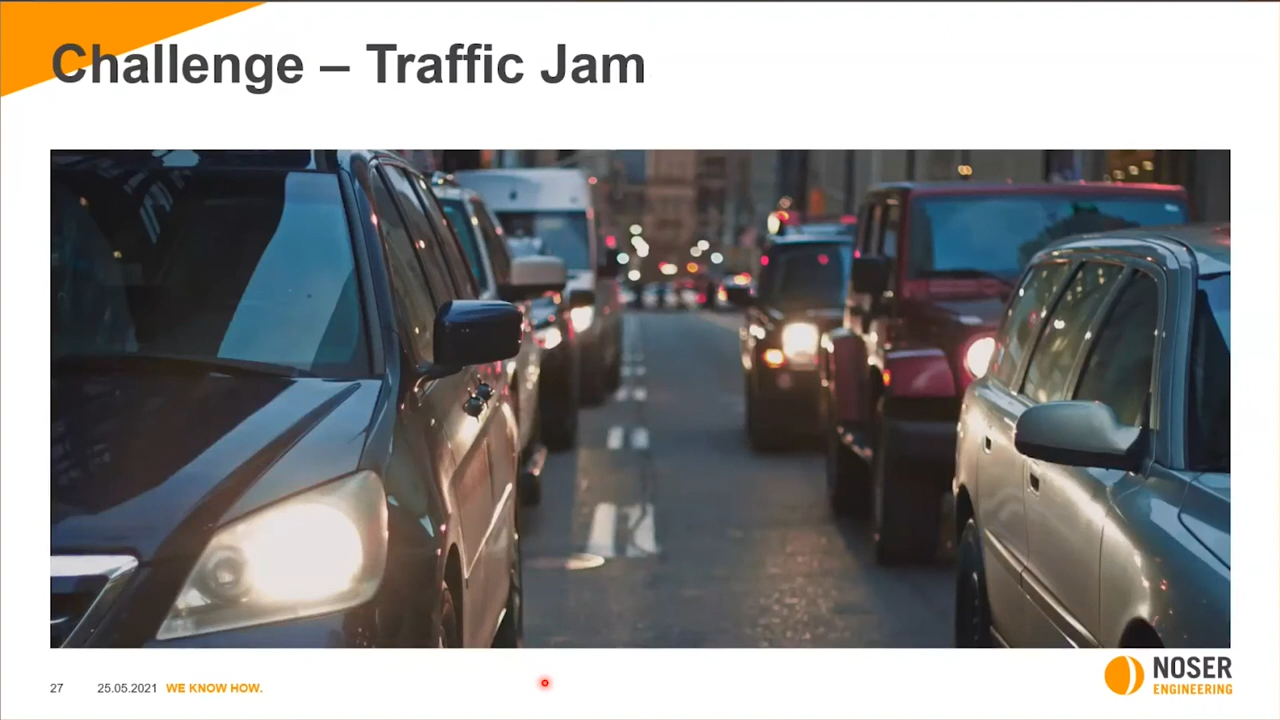 Challenge – Traffic Jam
27 25.05.2021 WE KNOW HOW.
NOSER
ENGINEERING